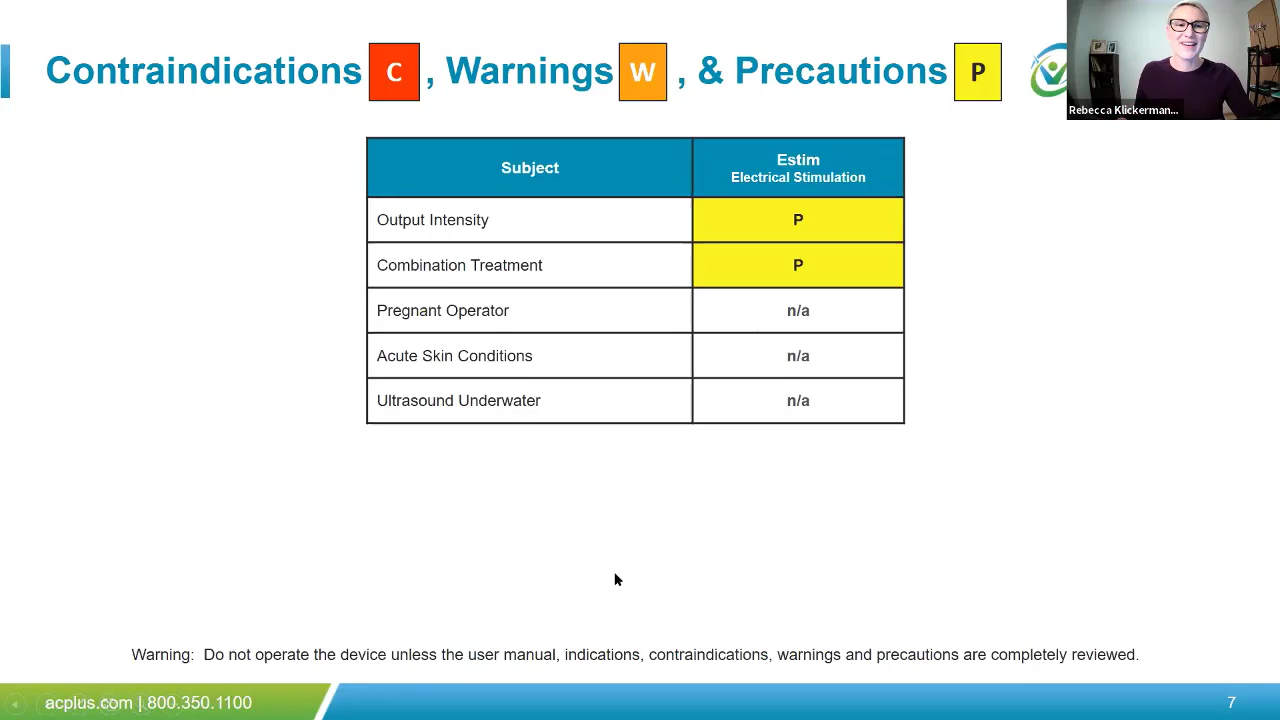 Contraindications C , Warnings W , & Precautions P
Rebecca Klickerman...
Subject
Estim
Electrical Stimulation
Output Intensity P
Combination Treatment P
Pregnant Operator n/a
Acute Skin Conditions n/a
Ultrasound Underwater n/a
Warning: Do not operate the device unless the user manual, indications, contraindications, warnings and precautions are completely reviewed.
acplus.com | 800.350.1100
7